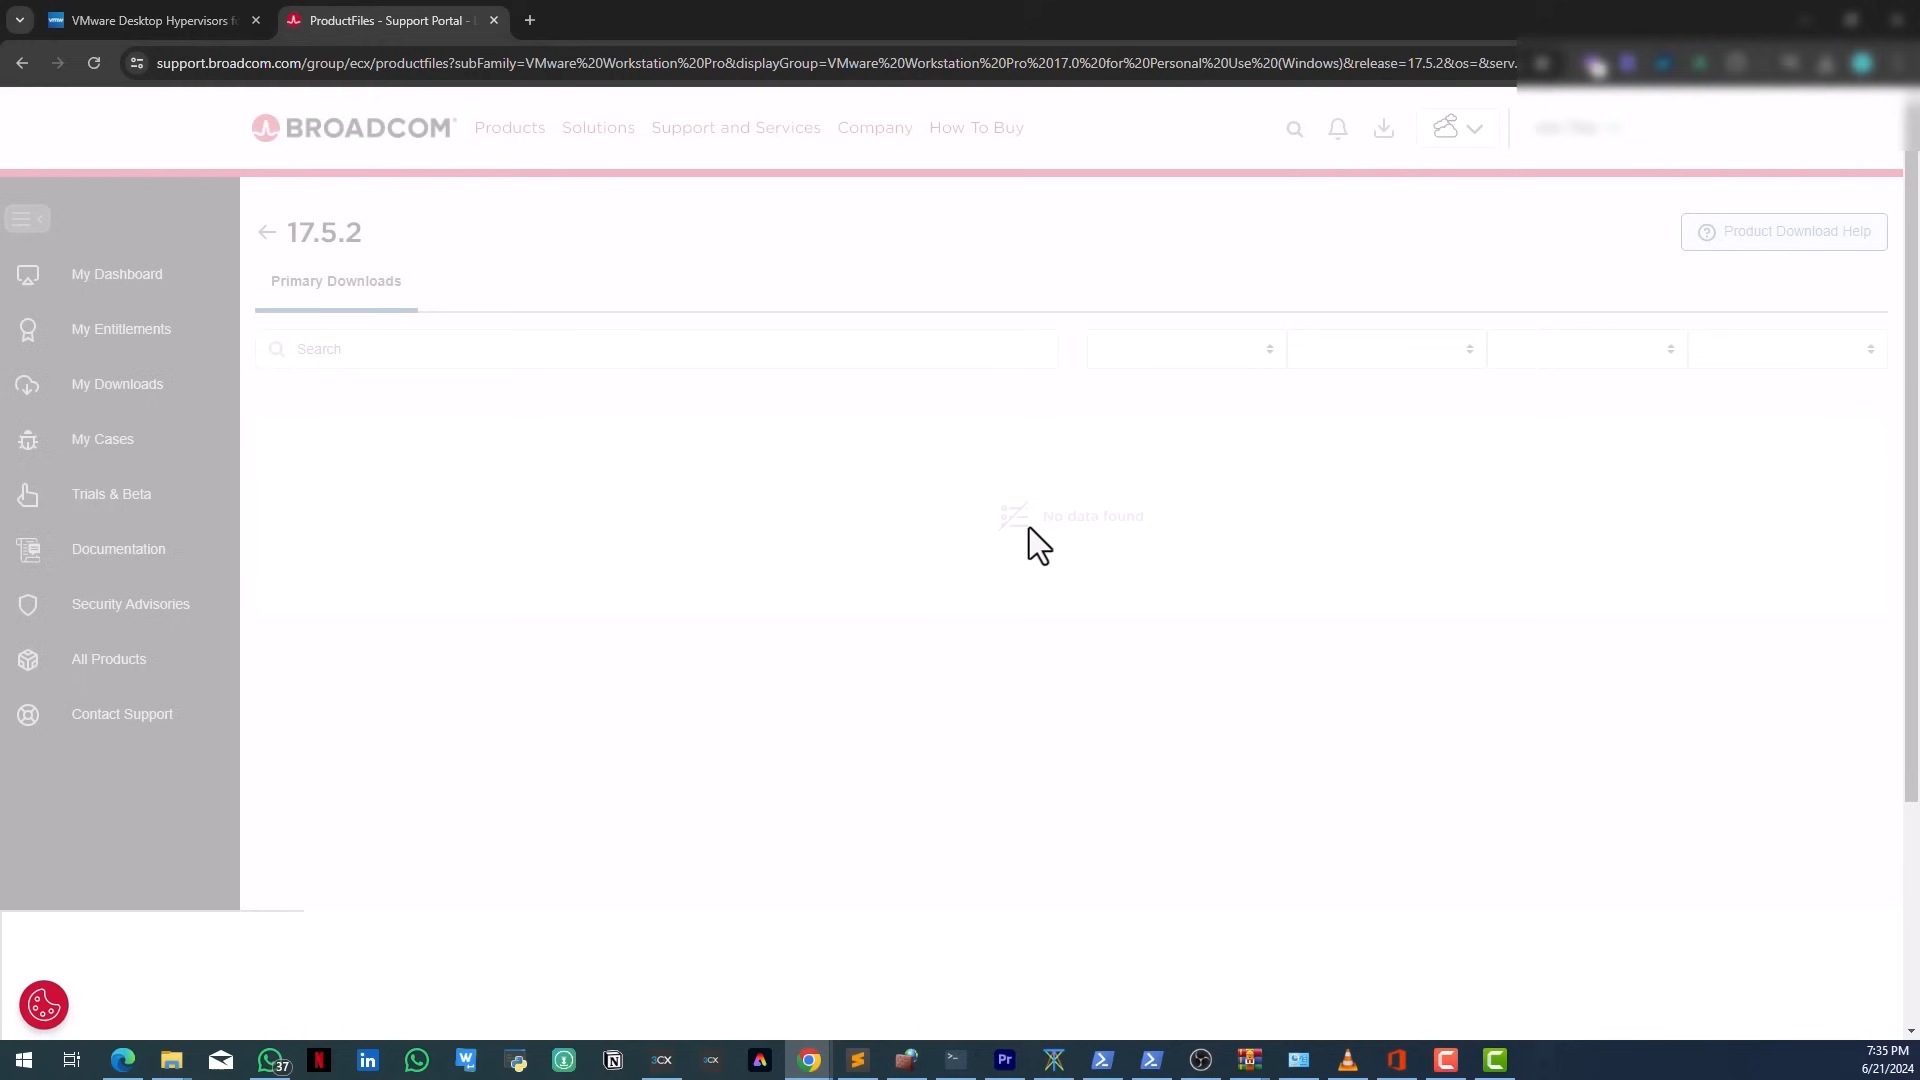 VMware Desktop Hypervisors f
ProductFiles - Support Portal -
support.broadcom.com/group/ecx/productfiles?subFamily=VMware%20Workstation%20Pro&displayGroup=VMware%20Workstation%20Pro%2017.0%20for%20Personal%20Use%20(Windows)&release=17.5.2&os=&serv.
BROADCOM
Products Solutions Support and Services Company How To Buy
17.5.2
Product Download Help
Primary Downloads
Search
My Dashboard
My Entitlements
My Downloads
My Cases
Trials & Beta
Documentation
Security Advisories
All Products
Contact Support
No data found
37
3CX
3CX
Pr
7:35 PM
6/21/2024